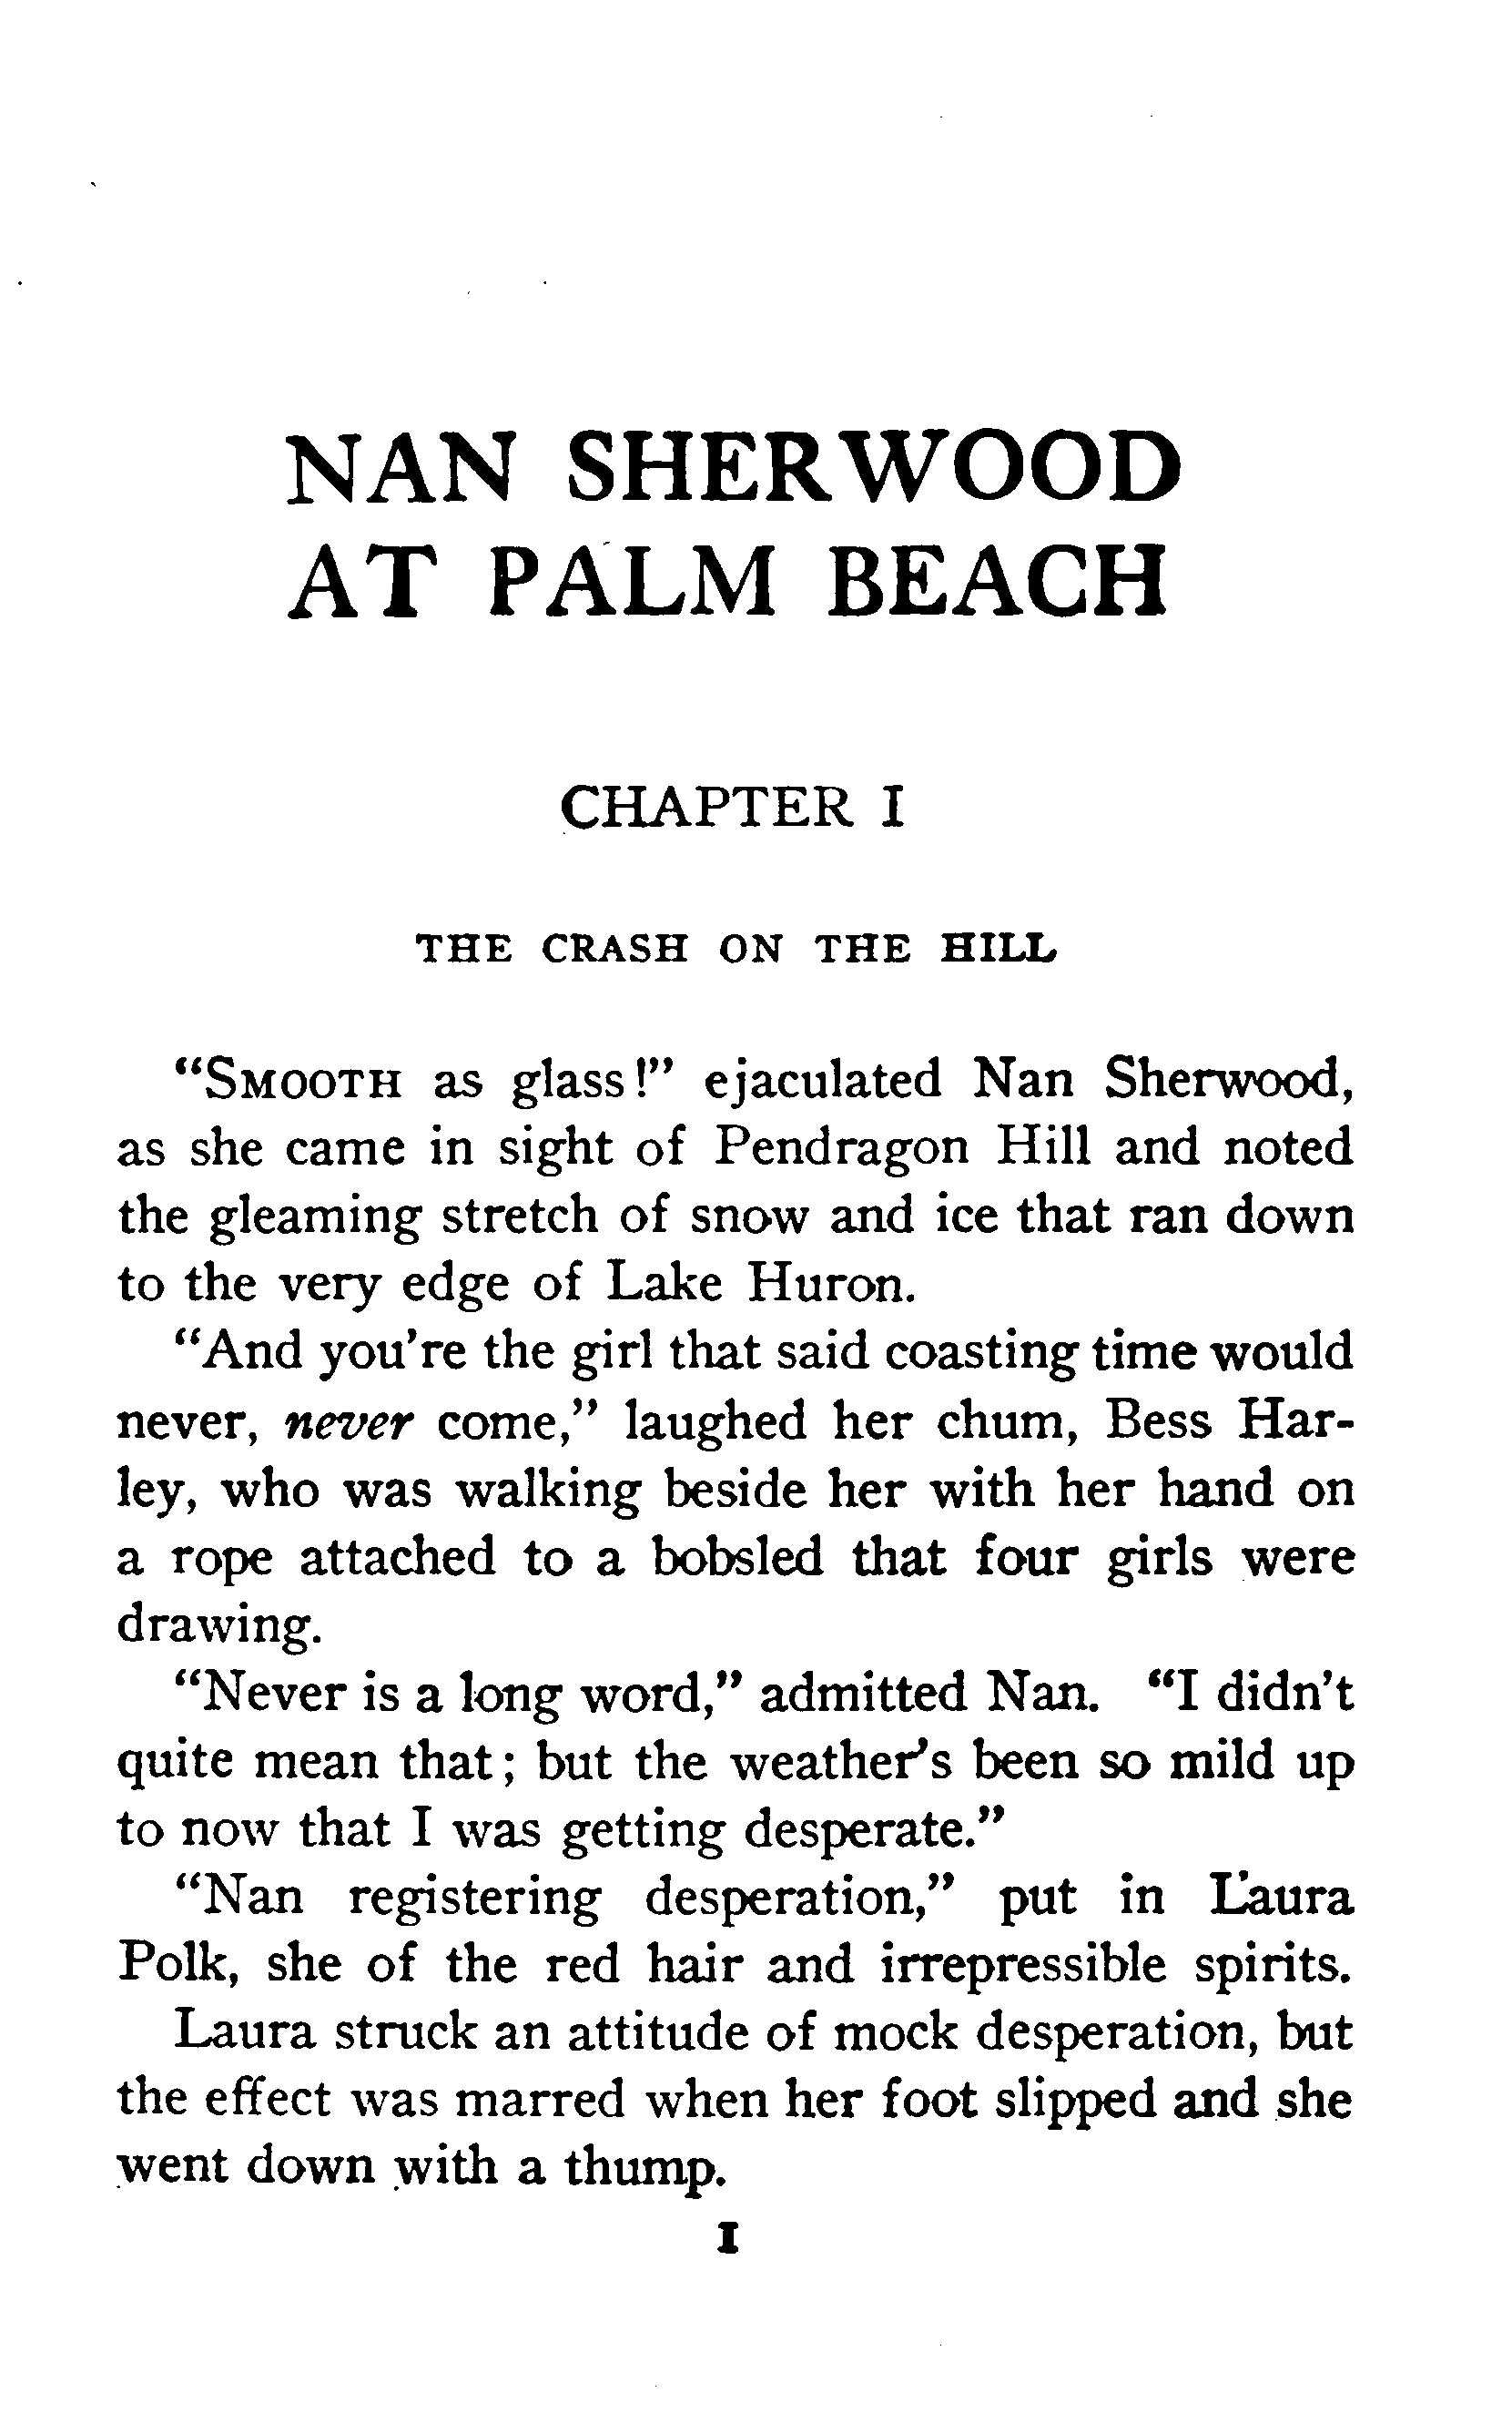 NAN SHERWOOD
AT PALM BEACH
CHAPTER I
THE CRASH ON THE HILL
"SMOOTH as glass!" ejaculated Nan Sherwood,
as she came in sight of Pendragon Hill and noted
the gleaming stretch of snow and ice that ran down
to the very edge of Lake Huron.
"And you're the girl that said coasting time would
never, never come," laughed her chum, Bess Har-
ley, who was walking beside her with her hand on
a rope attached to a bobsled that four girls were
drawing.
"Never is a long word," admitted Nan. "I didn't
quite mean that; but the weather's been so mild up
to now that I was getting desperate."
"Nan registering desperation," put in Laura
Polk, she of the red hair and irrepressible spirits.
Laura struck an attitude of mock desperation, but
the effect was marred when her foot slipped and she
went down with a thump.
1